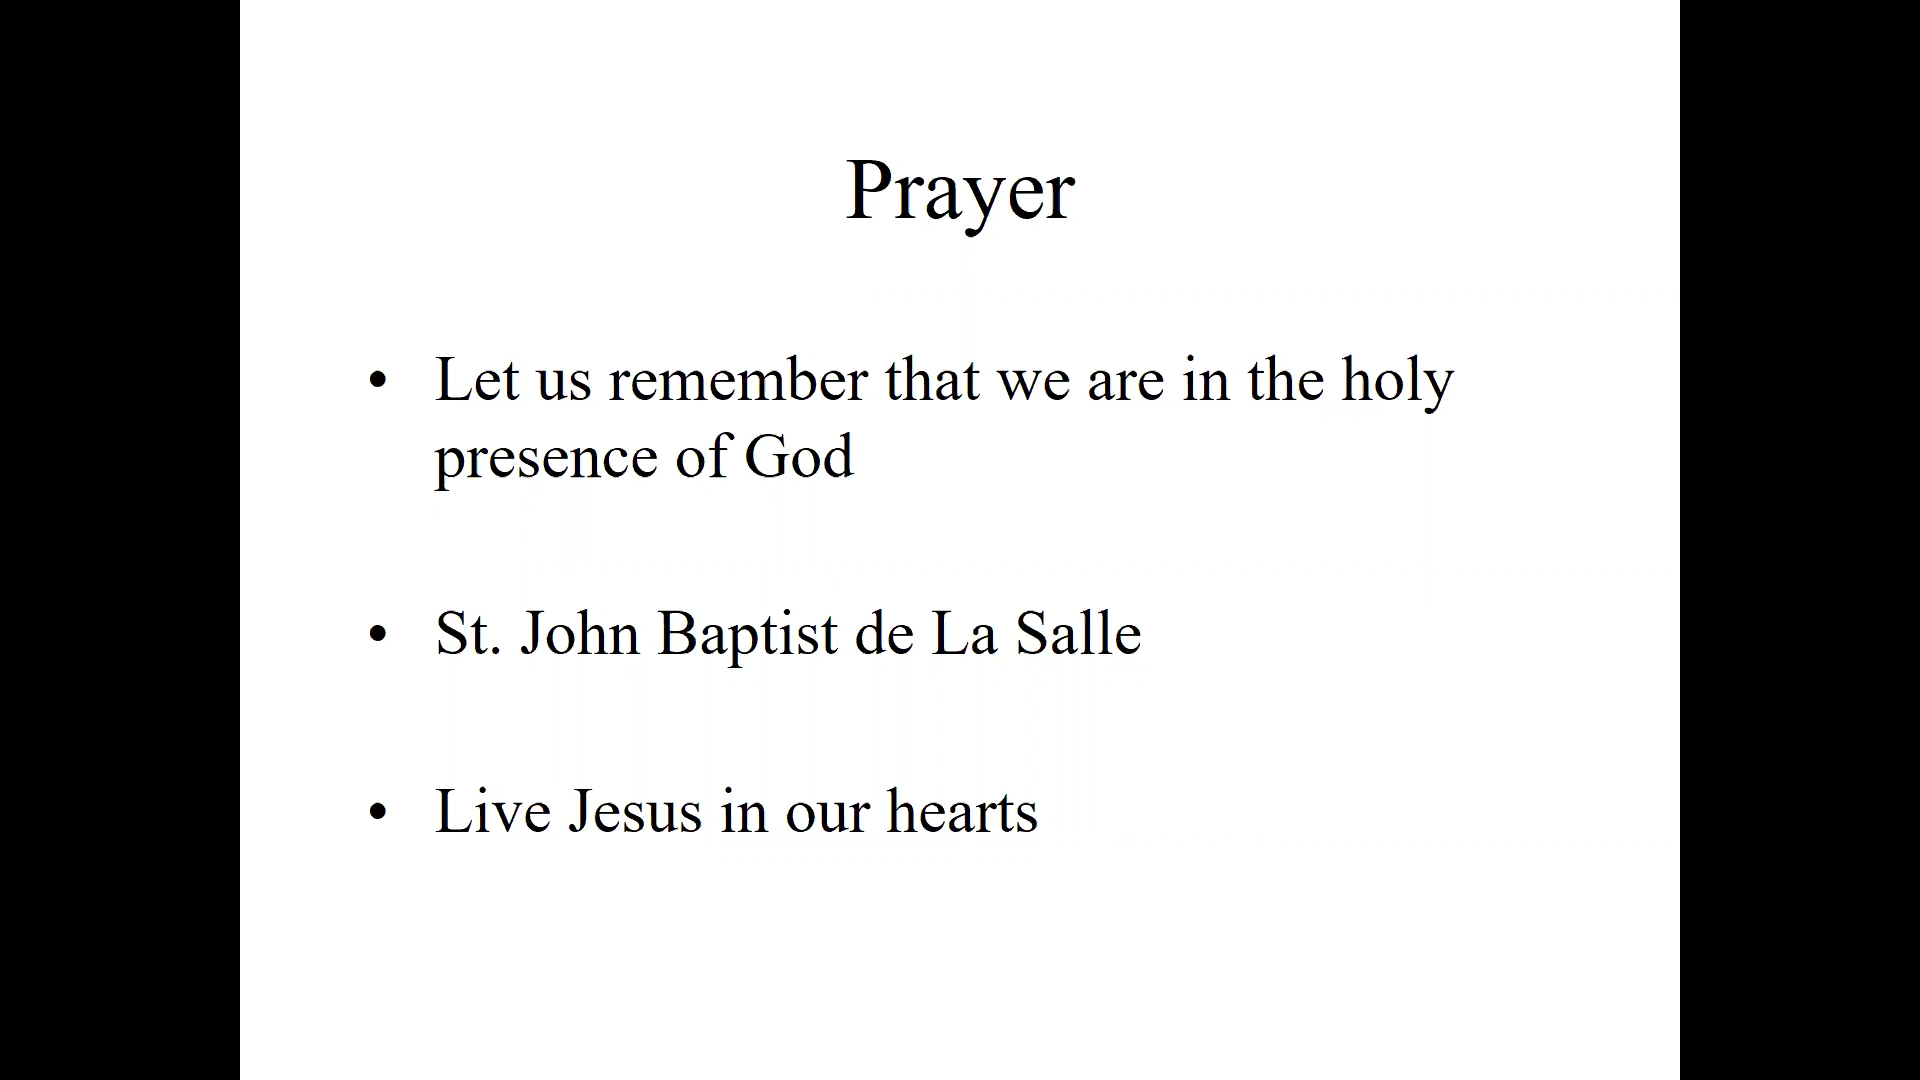 Prayer
• Let us remember that we are in the holy
presence of God
• St. John Baptist de La Salle
• Live Jesus in our hearts